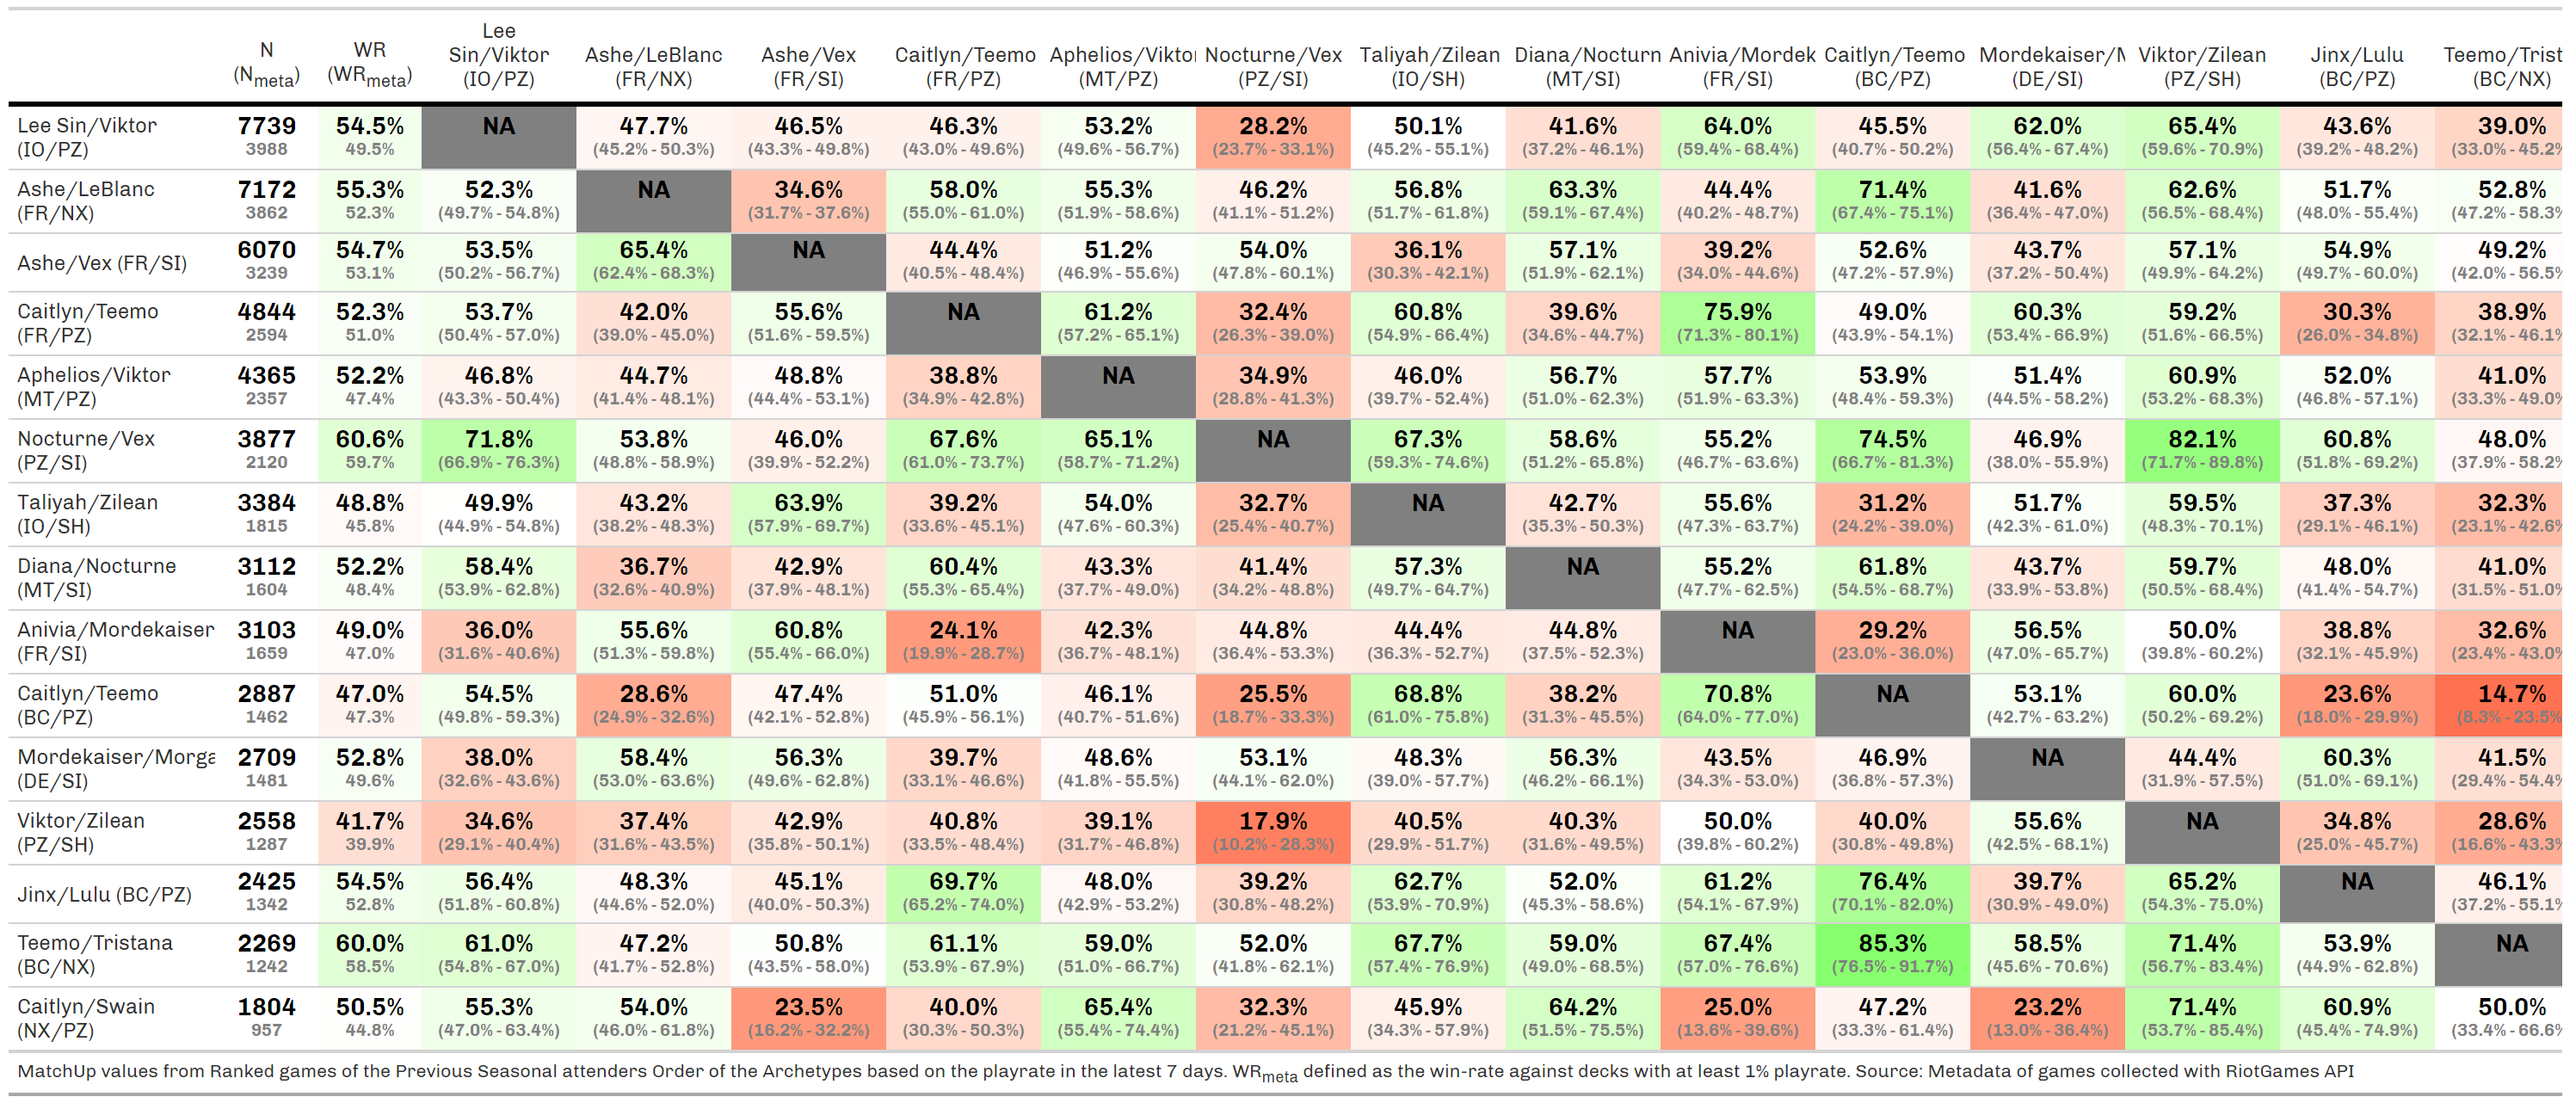 N WR Lee Sin/Viktor Ashe/LeBlanc Ashe/Vex Caitlyn/Teemo Aphelios/Viktor Nocturne/Vex Taliyah/Zilean Diana/Nocturn Anivia/Mordek Caitlyn/Teemo Mordekaiser/M Viktor/Zilean Jinx/Lulu Teemo/Trist
(Nmeta) (WRmeta) (IO/PZ) (FR/NX) (FR/SI) (FR/PZ) (MT/PZ) (PZ/SI) (IO/SH) (MT/SI) (FR/SI) (BC/PZ) (DE/SI) (PZ/SH) (BC/PZ) (BC/NX)
Lee Sin/Viktor 7739 54.5% NA 47.7% 46.5% 46.3% 53.2% 28.2% 50.1% 41.6% 64.0% 45.5% 62.0% 65.4% 43.6% 39.0%
(IO/PZ) 3988 49.5% (45.2% - 50.3%) (43.3% - 49.8%) (43.0% - 49.6%) (49.6% - 56.7%) (23.7% - 33.1%) (45.2% - 55.1%) (37.2% - 46.1%) (59.4% - 68.4%) (40.7% - 50.2%) (56.4% - 67.4%) (59.6% - 70.9%) (39.2% - 48.2%) (33.0% - 45.2%
Ashe/LeBlanc 7172 55.3% 52.3% NA 34.6% 58.0% 55.3% 46.2% 56.8% 63.3% 44.4% 71.4% 41.6% 62.6% 51.7% 52.8%
(FR/NX) 3862 52.3% (49.7% - 54.8%) (31.7% - 37.6%) (55.0% - 61.0%) (51.9% - 58.6%) (41.1% - 51.2%) (51.7% - 61.8%) (59.1% - 67.4%) (40.2% - 48.7%) (67.4% - 75.1%) (36.4% - 47.0%) (56.5% - 68.4%) (48.0% - 55.4%) (47.2% - 58.3%
Ashe/Vex (FR/SI) 6070 54.7% 53.5% 65.4% NA 44.4% 51.2% 54.0% 36.1% 57.1% 39.2% 52.6% 43.7% 57.1% 54.9% 49.2%
3239 53.1% (50.2% - 56.7%) (62.4% - 68.3%) (40.5% - 48.4%) (46.9% - 55.6%) (47.8% - 60.1%) (30.3% - 42.1%) (51.9% - 62.1%) (34.0% - 44.6%) (47.2% - 57.9%) (37.2% - 50.4%) (49.9% - 64.2%) (49.7% - 60.0%) (42.0% - 56.5%
Caitlyn/Teemo 4844 52.3% 53.7% 42.0% 55.6% NA 61.2% 32.4% 60.8% 39.6% 75.9% 49.0% 60.3% 59.2% 30.3% 38.9%
(FR/PZ) 2594 51.0% (50.4% - 57.0%) (39.0% - 45.0%) (51.6% - 59.5%) (57.2% - 65.1%) (26.3% - 39.0%) (54.9% - 66.4%) (34.6% - 44.7%) (71.3% - 80.1%) (43.9% - 54.1%) (53.4% - 66.9%) (51.6% - 66.5%) (26.0% - 34.8%) (32.1% - 46.1%
Aphelios/Viktor 4365 52.2% 46.8% 44.7% 48.8% 38.8% NA 34.9% 46.0% 56.7% 57.7% 53.9% 51.4% 60.9% 52.0% 41.0%
(MT/PZ) 2357 47.4% (43.3% - 50.4%) (41.4% - 48.1%) (44.4% - 53.1%) (34.9% - 42.8%) (28.8% - 41.3%) (39.7% - 52.4%) (51.0% - 62.3%) (51.9% - 63.3%) (48.4% - 59.3%) (44.5% - 58.2%) (53.2% - 68.3%) (46.8% - 57.1%) (33.3% - 49.0%
Nocturne/Vex 3877 60.6% 71.8% 53.8% 46.0% 67.6% 65.1% NA 67.3% 58.6% 55.2% 74.5% 46.9% 82.1% 60.8% 48.0%
(PZ/SI) 2120 59.7% (66.9% - 76.3%) (48.8% - 58.9%) (39.9% - 52.2%) (61.0% - 73.7%) (58.7% - 71.2%) (59.3% - 74.6%) (51.2% - 65.8%) (46.7% - 63.6%) (66.7% - 81.3%) (38.0% - 55.9%) (71.7% - 89.8%) (51.8% - 69.2%) (37.9% - 58.2%
Taliyah/Zilean 3384 48.8% 49.9% 43.2% 63.9% 39.2% 54.0% 32.7% NA 42.7% 55.6% 31.2% 51.7% 59.5% 37.3% 32.3%
(IO/SH) 1815 45.8% (44.9% - 54.8%) (38.2% - 48.3%) (57.9% - 69.7%) (33.6% - 45.1%) (47.6% - 60.3%) (25.4% - 40.7%) (35.3% - 50.3%) (47.3% - 63.7%) (24.2% - 39.0%) (42.3% - 61.0%) (48.3% - 70.1%) (29.1% - 46.1%) (23.1% - 42.6%
Diana/Nocturne 3112 52.2% 58.4% 36.7% 42.9% 60.4% 43.3% 41.4% 57.3% NA 55.2% 61.8% 43.7% 59.7% 48.0% 41.0%
(MT/SI) 1604 48.4% (53.9% - 62.8%) (32.6% - 40.9%) (37.9% - 48.1%) (55.3% - 65.4%) (37.7% - 49.0%) (34.2% - 48.8%) (49.7% - 64.7%) (47.7% - 62.5%) (54.5% - 68.7%) (33.9% - 53.8%) (50.5% - 68.4%) (41.4% - 54.7%) (31.5% - 51.0%
Anivia/Mordekaiser 3103 49.0% 36.0% 55.6% 60.8% 24.1% 42.3% 44.8% 44.4% 44.8% NA 29.2% 56.5% 50.0% 38.8% 32.6%
(FR/SI) 1659 47.0% (31.6% - 40.6%) (51.3% - 59.8%) (55.4% - 66.0%) (19.9% - 28.7%) (36.7% - 48.1%) (36.4% - 53.3%) (36.3% - 52.7%) (37.5% - 52.3%) (23.0% - 36.0%) (47.0% - 65.7%) (39.8% - 60.2%) (32.1% - 45.9%) (23.4% - 43.0%
Caitlyn/Teemo 2887 47.0% 54.5% 28.6% 47.4% 51.0% 46.1% 25.5% 68.8% 38.2% 70.8% NA 53.1% 60.0% 23.6% 14.7%
(BC/PZ) 1462 47.3% (49.8% - 59.3%) (24.9% - 32.6%) (42.1% - 52.8%) (45.9% - 56.1%) (40.7% - 51.6%) (18.7% - 33.3%) (61.0% - 75.8%) (31.3% - 45.5%) (64.0% - 77.0%) (42.7% - 63.2%) (50.2% - 69.2%) (18.0% - 29.9%) (8.3% - 23.5%
Mordekaiser/Morga 2709 52.8% 38.0% 58.4% 56.3% 39.7% 48.6% 53.1% 48.3% 56.3% 43.5% 46.9% NA 44.4% 60.3% 41.5%
(DE/SI) 1481 49.6% (32.6% - 43.6%) (53.0% - 63.6%) (49.6% - 62.8%) (33.1% - 46.6%) (41.8% - 55.5%) (44.1% - 62.0%) (39.0% - 57.7%) (46.2% - 66.1%) (34.3% - 53.0%) (36.8% - 57.3%) (31.9% - 57.5%) (51.0% - 69.1%) (29.4% - 54.4%
Viktor/Zilean 2558 41.7% 34.6% 37.4% 42.9% 40.8% 39.1% 17.9% 40.5% 40.3% 50.0% 40.0% 55.6% NA 34.8% 28.6%
(PZ/SH) 1287 39.9% (29.1% - 40.4%) (31.6% - 43.5%) (35.8% - 50.1%) (33.5% - 48.4%) (31.7% - 46.8%) (10.2% - 28.3%) (29.9% - 51.7%) (31.6% - 49.5%) (39.8% - 60.2%) (30.8% - 49.8%) (42.5% - 68.1%) (25.0% - 45.7%) (16.6% - 43.3%
Jinx/Lulu (BC/PZ) 2425 54.5% 56.4% 48.3% 45.1% 69.7% 48.0% 39.2% 62.7% 52.0% 61.2% 76.4% 39.7% 65.2% NA 46.1%
1342 52.8% (51.8% - 60.8%) (44.6% - 52.0%) (40.0% - 50.3%) (65.2% - 74.0%) (42.9% - 53.2%) (30.8% - 48.2%) (53.9% - 70.9%) (45.3% - 58.6%) (54.1% - 67.9%) (70.1% - 82.0%) (30.9% - 49.0%) (54.3% - 75.0%) (37.2% - 55.1%
Teemo/Tristana 2269 60.0% 61.0% 47.2% 50.8% 61.1% 59.0% 52.0% 67.7% 59.0% 67.4% 85.3% 58.5% 71.4% 53.9% NA
(BC/NX) 1242 58.5% (54.8% - 67.0%) (41.7% - 52.8%) (43.5% - 58.0%) (53.9% - 67.9%) (51.0% - 66.7%) (41.8% - 62.1%) (57.4% - 76.9%) (49.0% - 68.5%) (57.0% - 76.6%) (76.5% - 91.7%) (45.6% - 70.6%) (56.7% - 83.4%) (44.9% - 62.8%)
Caitlyn/Swain 1804 50.5% 55.3% 54.0% 23.5% 40.0% 65.4% 32.3% 45.9% 64.2% 25.0% 47.2% 23.2% 71.4% 60.9% 50.0%
(NX/PZ) 957 44.8% (47.0% - 63.4%) (46.0% - 61.8%) (16.2% - 32.2%) (30.3% - 50.3%) (55.4% - 74.4%) (21.2% - 45.1%) (34.3% - 57.9%) (51.5% - 75.5%) (13.6% - 39.6%) (33.3% - 61.4%) (13.0% - 36.4%) (53.7% - 85.4%) (45.4% - 74.9%) (33.4% - 66.6%
MatchUp values from Ranked games of the Previous Seasonal attenders Order of the Archetypes based on the playrate in the latest 7 days. WRmeta defined as the win-rate against decks with at least 1% playrate. Source: Metadata of games collected with RiotGames API